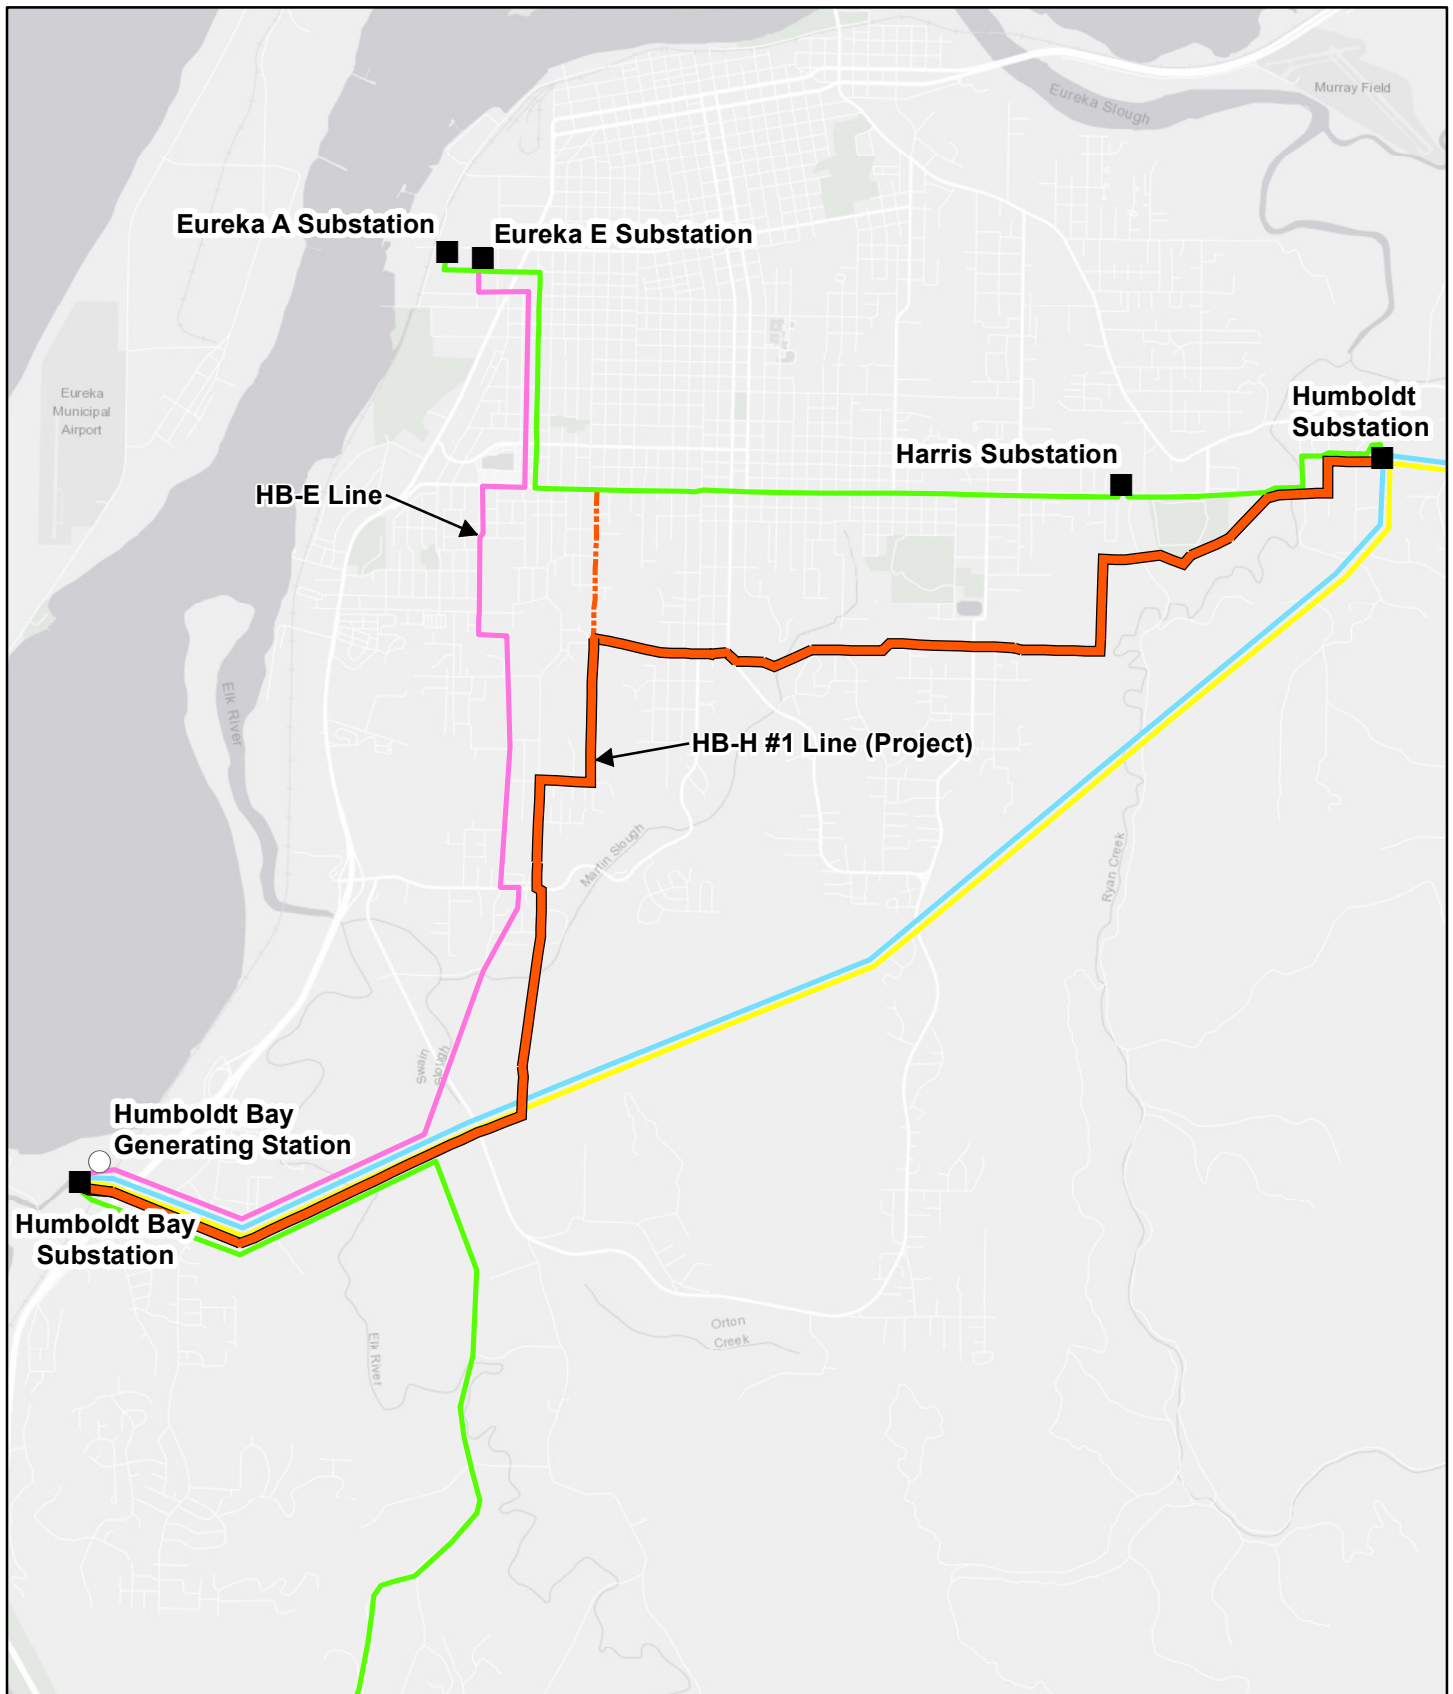 Murray Field
Eureka Slough
Eureka A Substation
Eureka E Substation
Eureka
Municipal
Airport
Humboldt
Substation
Harris Substation
HB-E Line
Elk River
HB-H #1 Line (Project)
Martin Slough
Ryan Creek
Swain
Slough
Humboldt Bay
Generating Station
Humboldt Bay
Substation
Orton
Creek
Elk River